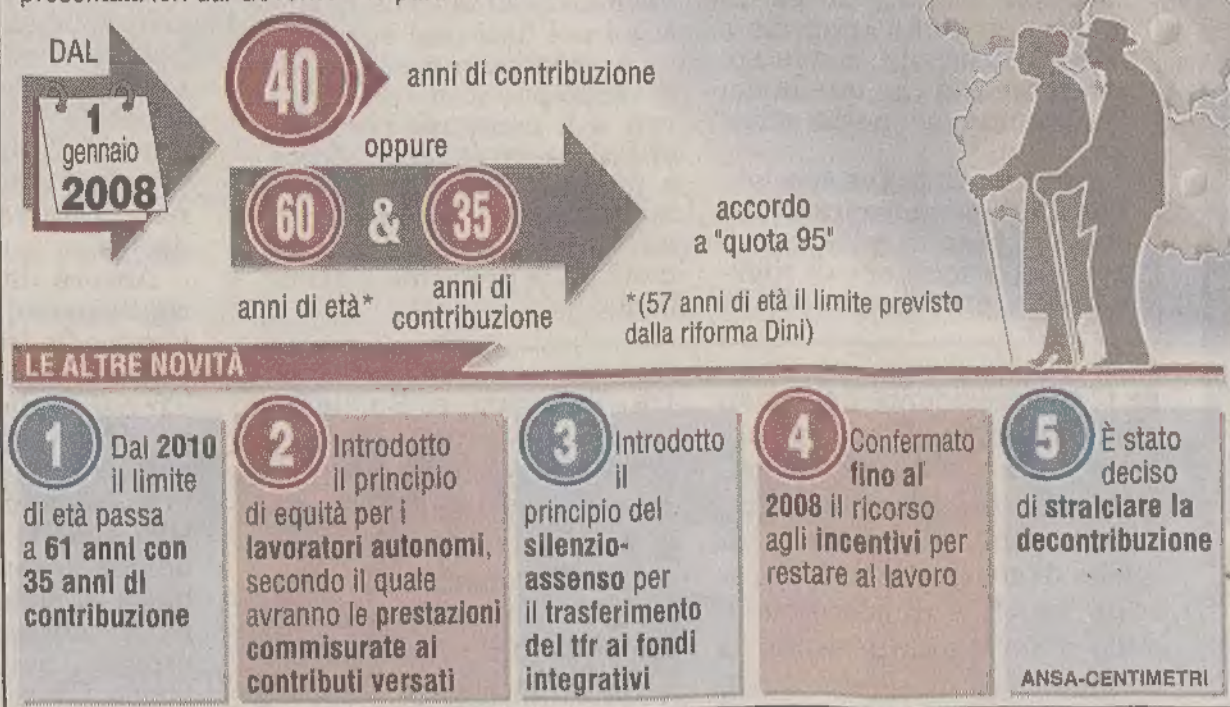 DAL
1
gennaio
2008
40
anni di contribuzione
oppure
60 & 35
anni di età*
anni di
contribuzione
accordo
a "quota 95"
*(57 anni di età il limite previsto
dalla riforma Dini)
LE ALTRE NOVITÀ
1 Dal 2010
il limite
di età passa
a 61 anni con
35 anni di
contribuzione
2 Introdotto
il principio
di equità per i
lavoratori autonomi,
secondo il quale
avranno le prestazioni
commisurate ai
contributi versati
3 Introdotto
il
principio del
silenzio-
assenso per
il trasferimento
del tfr ai fondi
integrativi
4 Confermato
fino al
2008 il ricorso
agli incentivi per
restare al lavoro
5 È stato
deciso
di stralciare la
decontribuzione
ANSA-CENTIMETRI